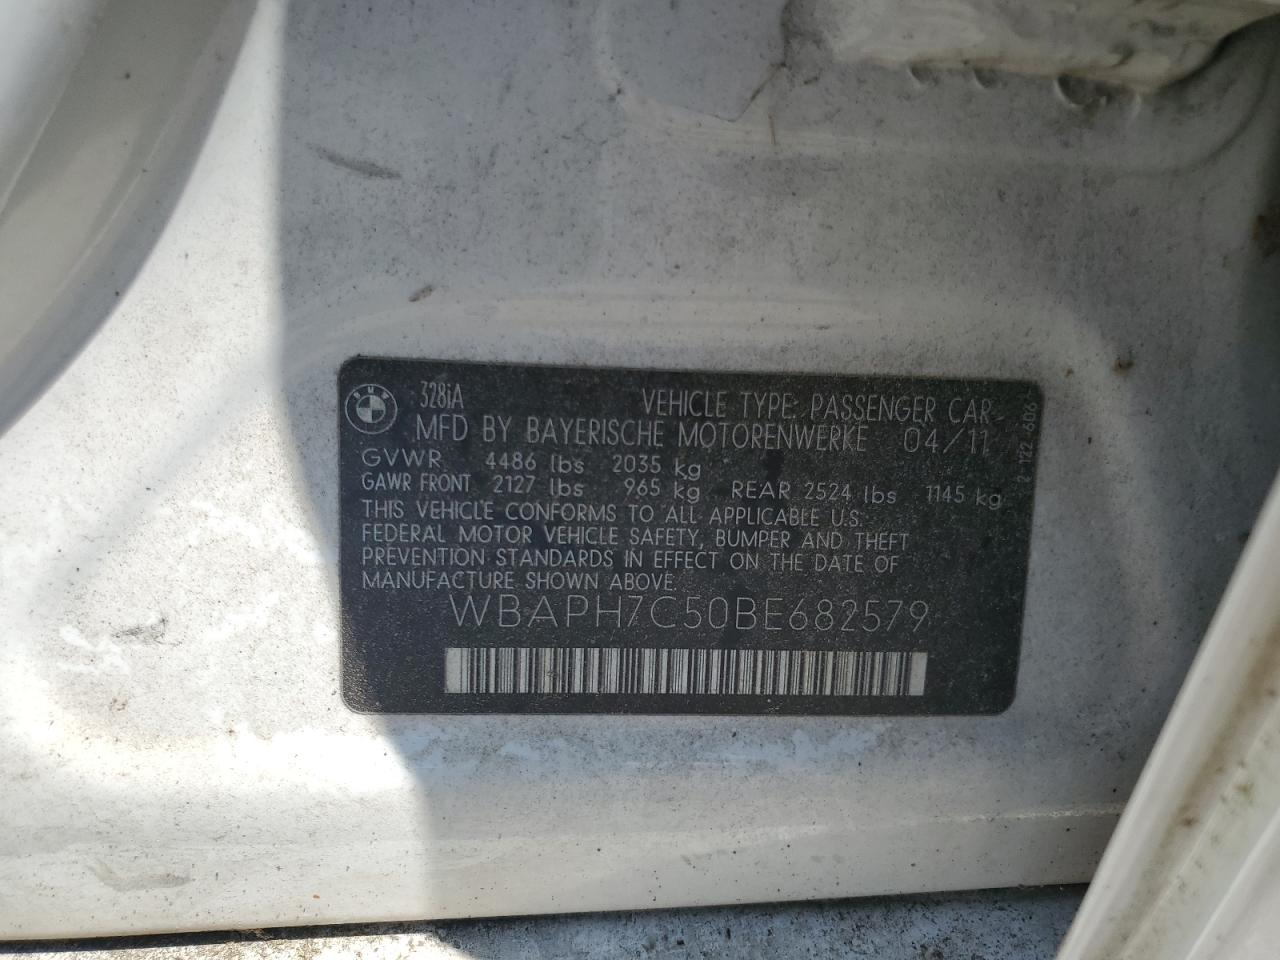 BMW
328iA
VEHICLE TYPE: PASSENGER CAR
MFD BY BAYERISCHE MOTORENWERKE 04/11
GVWR 4486 lbs 2035 kg
GAWR FRONT 2127 lbs 965 kg REAR 2524 lbs 1145 kg
THIS VEHICLE CONFORMS TO ALL APPLICABLE U.S.
FEDERAL MOTOR VEHICLE SAFETY, BUMPER AND THEFT
PREVENTION STANDARDS IN EFFECT ON THE DATE OF
MANUFACTURE SHOWN ABOVE.
WBAPH7C50BE682579